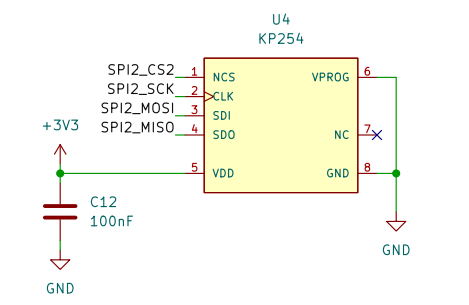 U4
KP254
SPI2_CS2 1 NCS VPROG 6
SPI2_SCK 2 CLK
SPI2_MOSI 3 SDI
SPI2_MISO 4 SDO NC 7
+3V3
5 VDD GND 8
C12
100nF
GND
GND